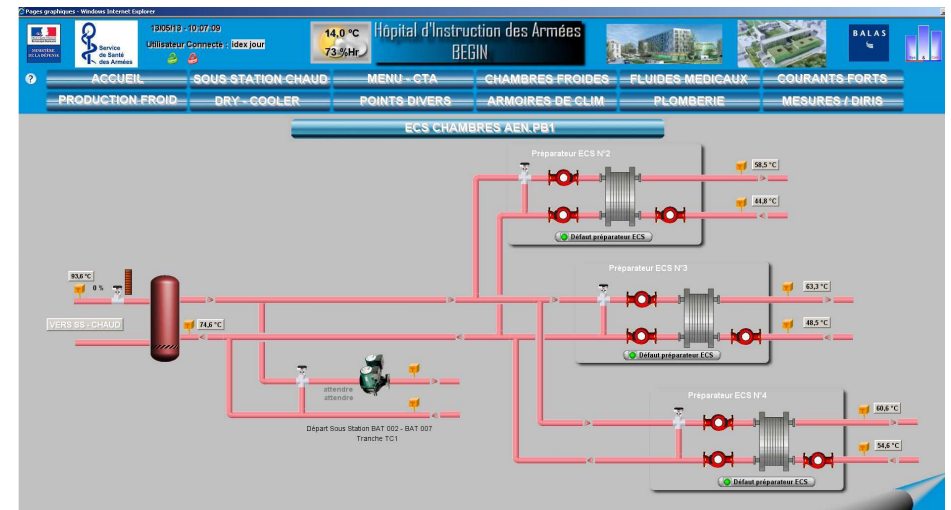 Pages graphiques - Windows Internet Explorer
MINISTÈRE
DE LA DÉFENSE
Service
de Santé
des Armées
13/06/13 - 10:07:09
Utilisateur Connecte : idex jour
14,0 °C
73 %Hr
Hôpital d'Instruction des Armées
BEGIN
BALAS
?
ACCUEIL
SOUS STATION CHAUD
MENU - CTA
CHAMBRES FROIDES
FLUIDES MEDICAUX
COURANTS FORTS
PRODUCTION FROID
DRY - COOLER
POINTS DIVERS
ARMOIRES DE CLIM
PLOMBERIE
MESURES / DIRIS
ECS CHAMBRES AEN.PB1
Préparateur ECS N°2
58,5 °C
44,8 °C
Défaut préparateur ECS
93,6 °C
0 %
VERS SS - CHAUD
74,6 °C
Préparateur ECS N°3
63,3 °C
48,5 °C
Défaut préparateur ECS
attendre
attendre
Départ Sous Station BAT 002 - BAT 007
Tranche TC1
Préparateur ECS N°4
60,6 °C
54,6 °C
Défaut préparateur ECS